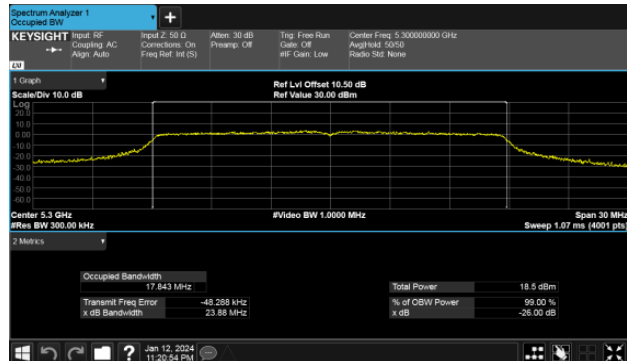 Spectrum Analyzer 1
Occupied BW
KEYSIGHT
Input: RF
Coupling: AC
Align: Auto
Input Z: 50 Ω
Corrections: On
Freq Ref: Int (S)
Atten: 30 dB
Preamp: Off
Trig: Free Run
Gate: Off
#IF Gain: Low
Center Freq: 5.300000000 GHz
Avg|Hold: 50/50
Radio Std: None
LXI
1 Graph
Scale/Div 10.0 dB
Ref Lvl Offset 10.50 dB
Ref Value 30.00 dBm
Log
20.0
10.0
0.00
-10.0
-20.0
-30.0
-40.0
-50.0
-60.0
Center 5.3 GHz
#Res BW 300.00 kHz
#Video BW 1.0000 MHz
Span 30 MHz
Sweep 1.07 ms (4001 pts)
2 Metrics
Occupied Bandwidth
17.843 MHz
Total Power 18.5 dBm
Transmit Freq Error -48.288 kHz
% of OBW Power 99.00 %
x dB Bandwidth 23.88 MHz
x dB -26.00 dB
?
Jan 12, 2024
11:20:54 PM